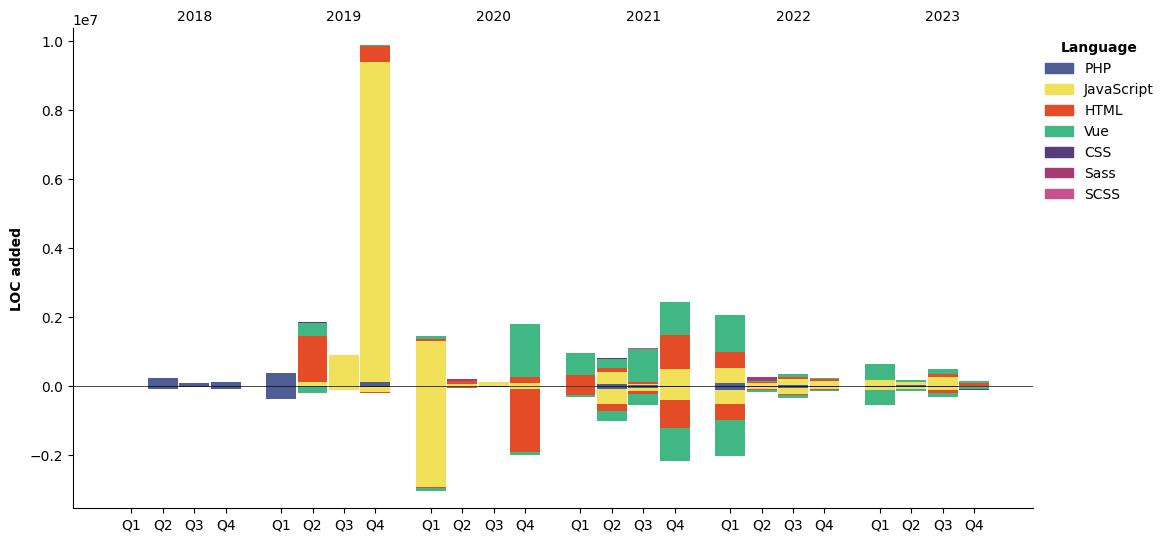 1e7
2018 2019 2020 2021 2022 2023
Language
PHP
JavaScript
HTML
Vue
CSS
Sass
SCSS
LOC added
1.0
0.8
0.6
0.4
0.2
0.0
−0.2
Q1 Q2 Q3 Q4 Q1 Q2 Q3 Q4 Q1 Q2 Q3 Q4 Q1 Q2 Q3 Q4 Q1 Q2 Q3 Q4 Q1 Q2 Q3 Q4